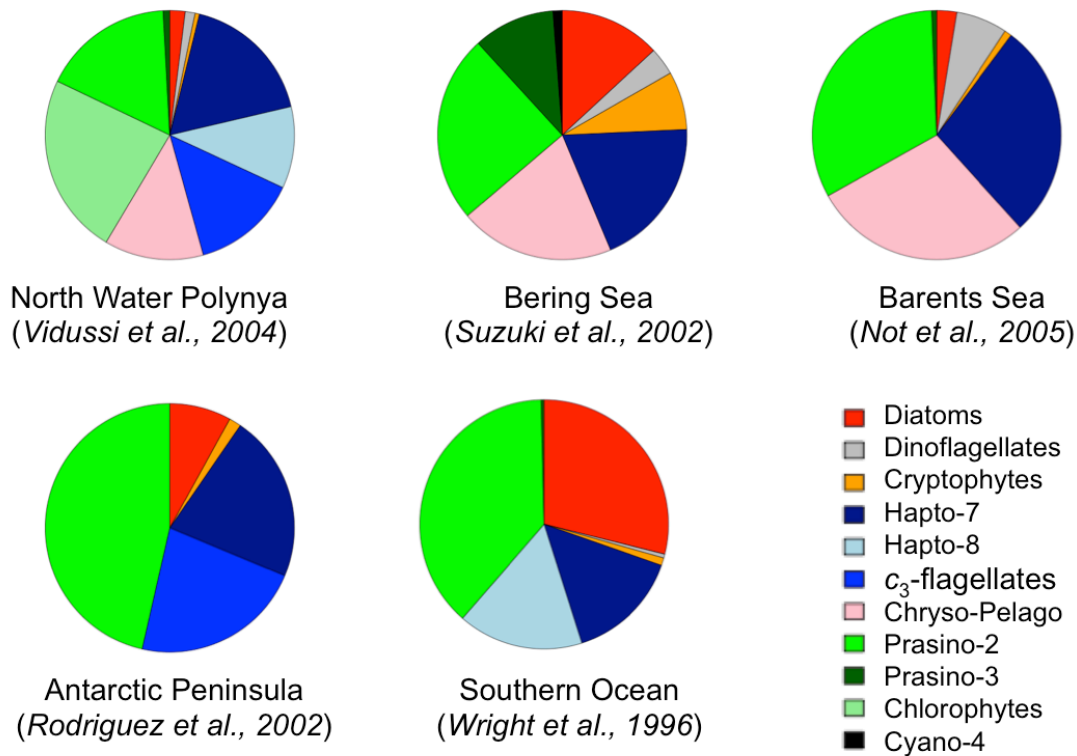 North Water Polynya
(Vidussi et al., 2004)
Bering Sea
(Suzuki et al., 2002)
Barents Sea
(Not et al., 2005)
Antarctic Peninsula
(Rodriguez et al., 2002)
Southern Ocean
(Wright et al., 1996)
Diatoms
Dinoflagellates
Cryptophytes
Hapto-7
Hapto-8
c₃-flagellates
Chryso-Pelago
Prasino-2
Prasino-3
Chlorophytes
Cyano-4